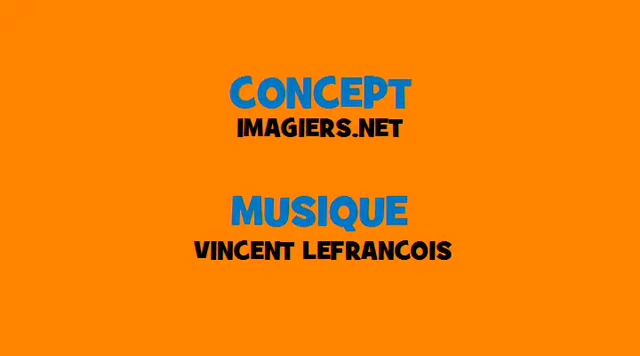 CONCEPT
IMAGIERS.NET
MUSIQUE
VINCENT LEFRANCOIS